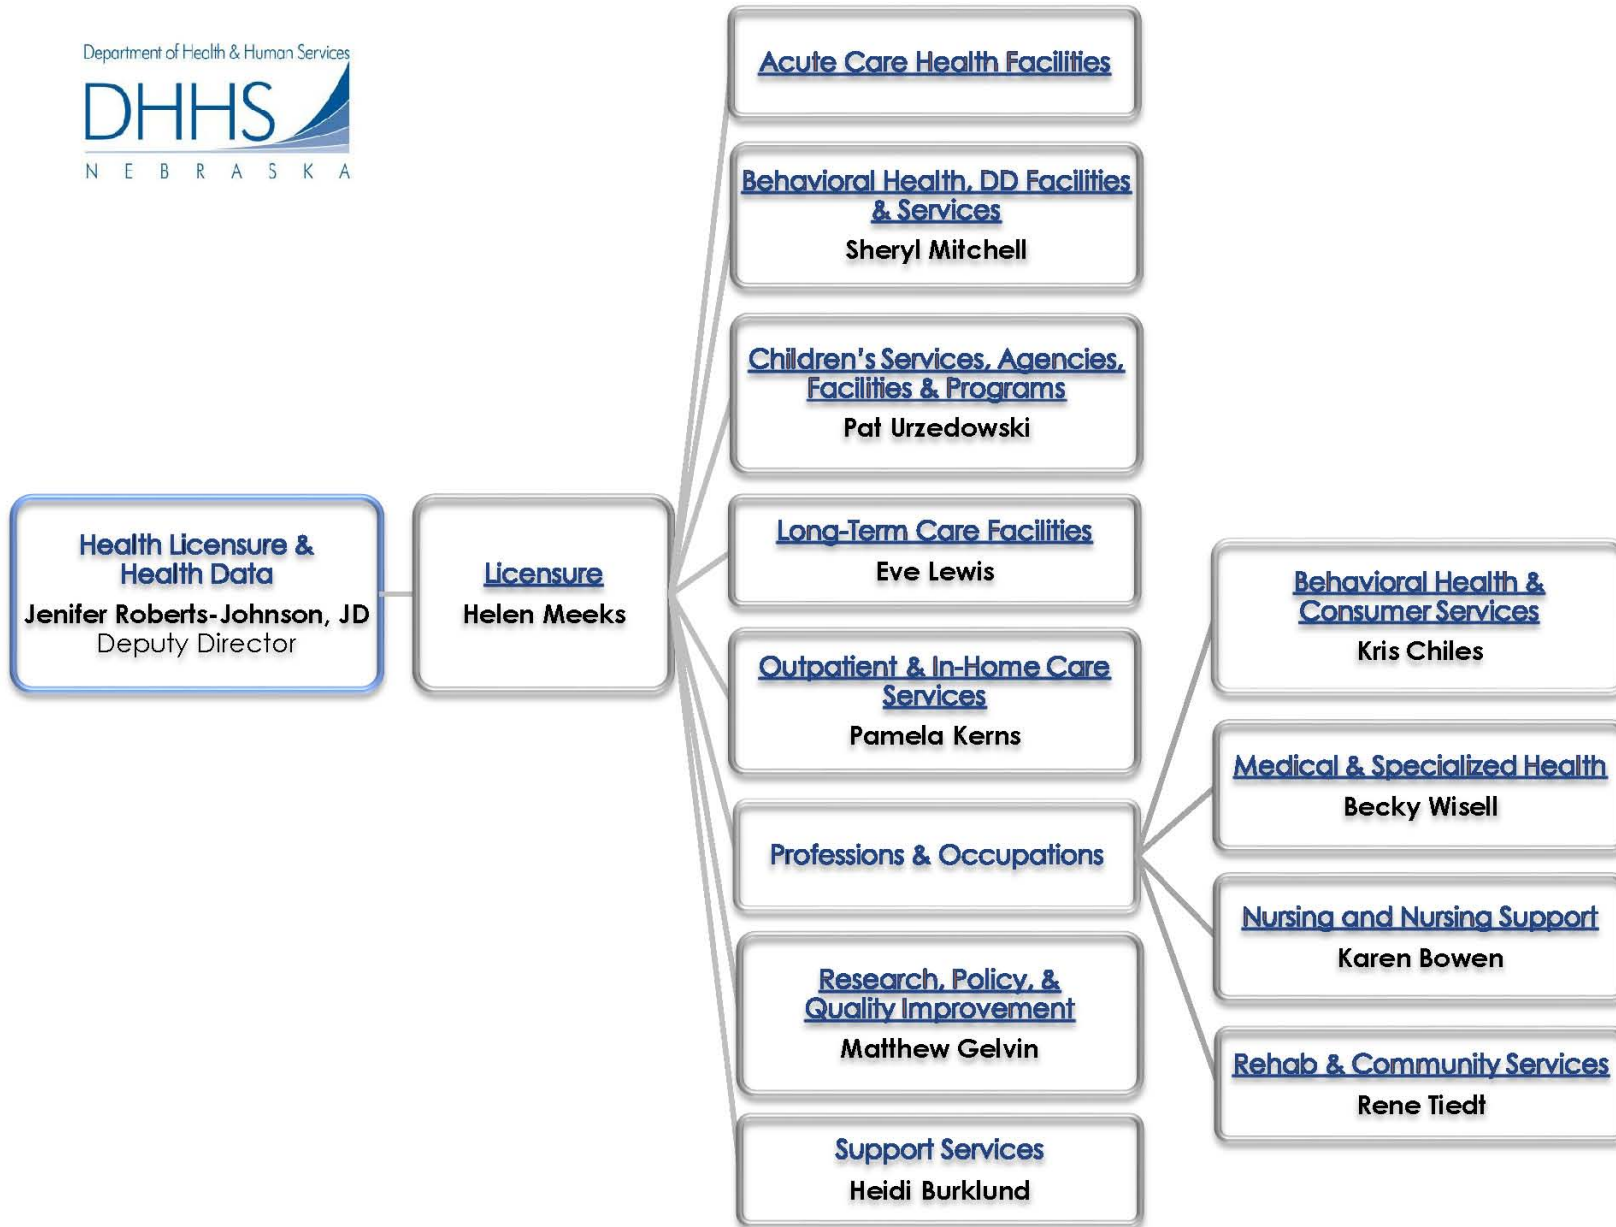 Department of Health & Human Services
DHHS
NEBRASKA
Health Licensure &
Health Data
Jenifer Roberts-Johnson, JD
Deputy Director
Licensure
Helen Meeks
Acute Care Health Facilities
Behavioral Health, DD Facilities
& Services
Sheryl Mitchell
Children's Services, Agencies,
Facilities & Programs
Pat Urzedowski
Long-Term Care Facilities
Eve Lewis
Outpatient & In-Home Care
Services
Pamela Kerns
Professions & Occupations
Research, Policy, &
Quality Improvement
Matthew Gelvin
Support Services
Heidi Burklund
Behavioral Health &
Consumer Services
Kris Chiles
Medical & Specialized Health
Becky Wisell
Nursing and Nursing Support
Karen Bowen
Rehab & Community Services
Rene Tiedt